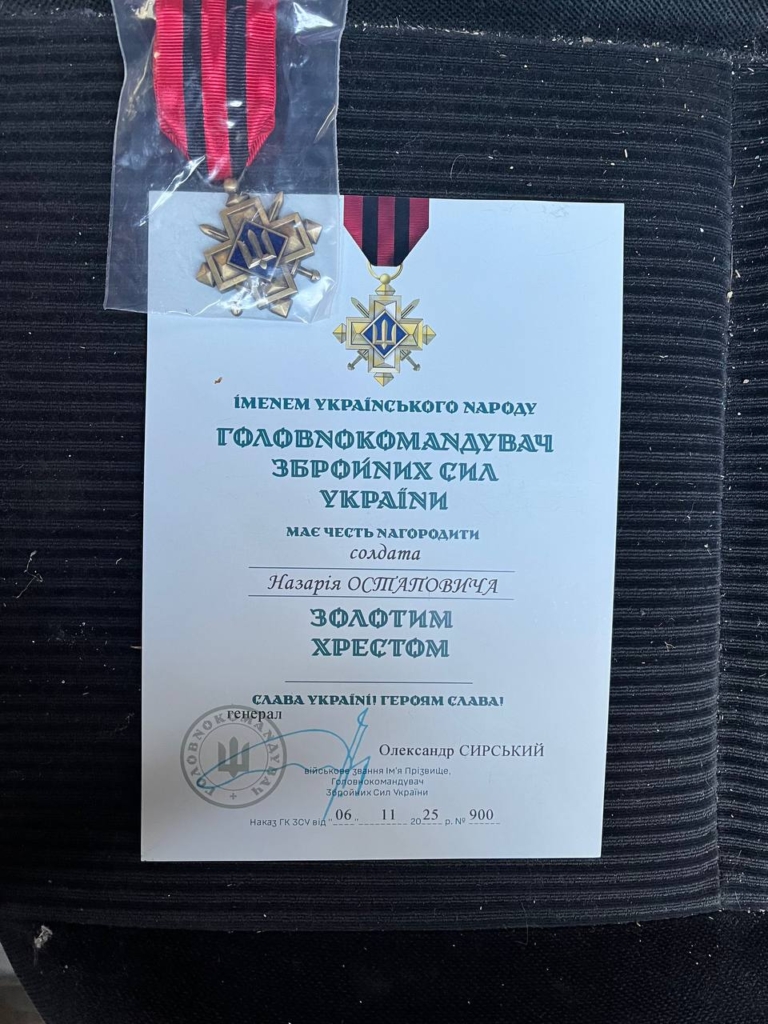 ІМЕНЕМ УКРАЇНСЬКОГО НАРОДУ
ГОЛОВНОКОМАНДУВАЧ
ЗБРОЙНИХ СИЛ
УКРАЇНИ
МАЄ ЧЕСТЬ НАГОРОДИТИ
солдата
Назарія ОСТАПОВИЧА
ЗОЛОТИМ
ХРЕСТОМ
СЛАВА УКРАЇНІ! ГЕРОЯМ СЛАВА!
генерал
ГОЛОВНОКОМАНДУВАЧ
Олександр СИРСЬКИЙ
військове звання Ім'я Прізвище,
Головнокомандувач
Збройних Сил України
Наказ ГК ЗСУ від "06" 11 2025 р. № 900